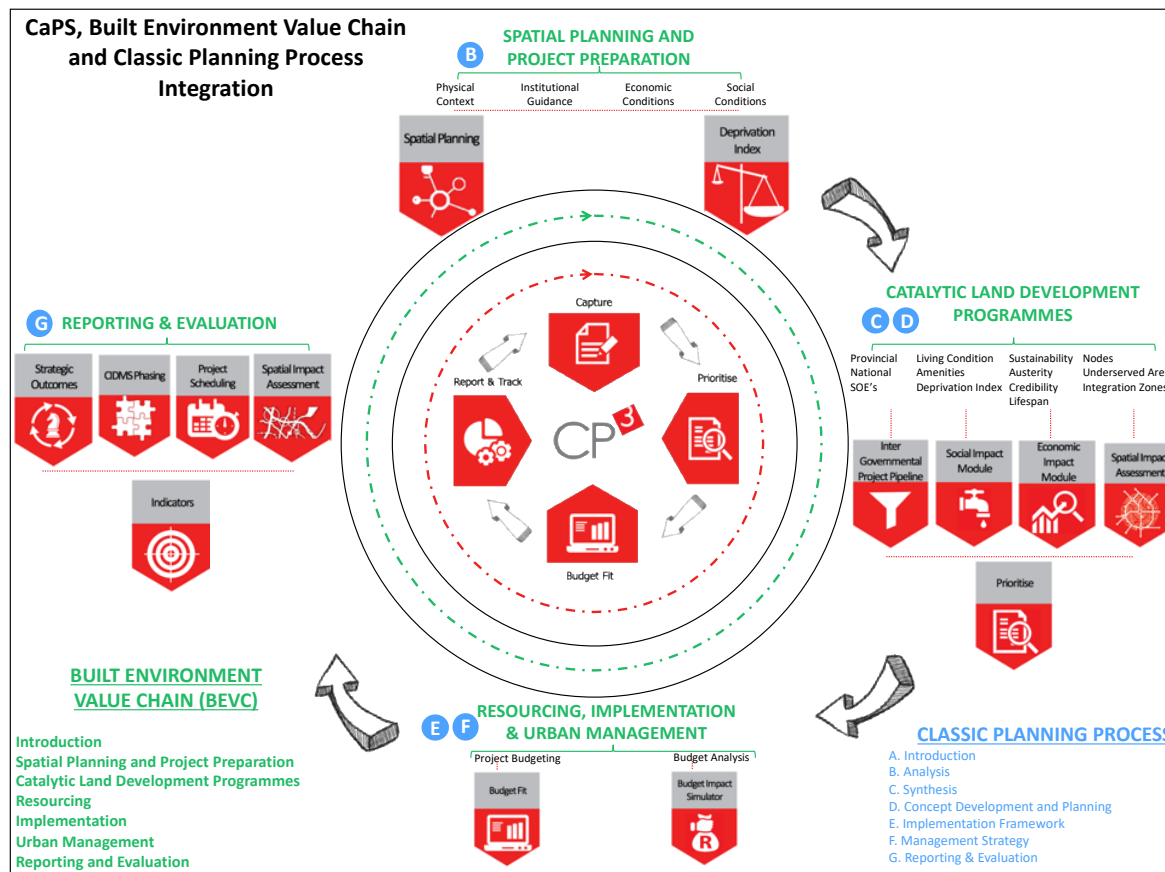 CaPS, Built Environment Value Chain
and Classic Planning Process
Integration
B
SPATIAL PLANNING AND
PROJECT PREPARATION
Physical
Context
Institutional
Guidance
Economic
Conditions
Social
Conditions
Spatial Planning
Deprivation
Index
CATALYTIC LAND DEVELOPMENT
PROGRAMMES
C
D
Provincial
National
SOE's
Living Condition
Amenities
Deprivation Index
Sustainability
Austerity
Credibility
Lifespan
Nodes
Underserved Are
Integration Zones
Inter
Governmental
Project Pipeline
Social Impact
Module
Economic
Impact
Module
Spatial Impact
Assessment
Prioritise
G
REPORTING & EVALUATION
Strategic
Outcomes
CIDMS Phasing
Project
Scheduling
Spatial Impact
Assessment
Indicators
Capture
Report & Track
Prioritise
CP3
Budget Fit
E
F
RESOURCING, IMPLEMENTATION
& URBAN MANAGEMENT
Project Budgeting
Budget Analysis
Budget Fit
Budget Impact
Simulator
R
BUILT ENVIRONMENT
VALUE CHAIN (BEVC)
Introduction
Spatial Planning and Project Preparation
Catalytic Land Development Programmes
Resourcing
Implementation
Urban Management
Reporting and Evaluation
CLASSIC PLANNING PROCESS
A. Introduction
B. Analysis
C. Synthesis
D. Concept Development and Planning
E. Implementation Framework
F. Management Strategy
G. Reporting & Evaluation